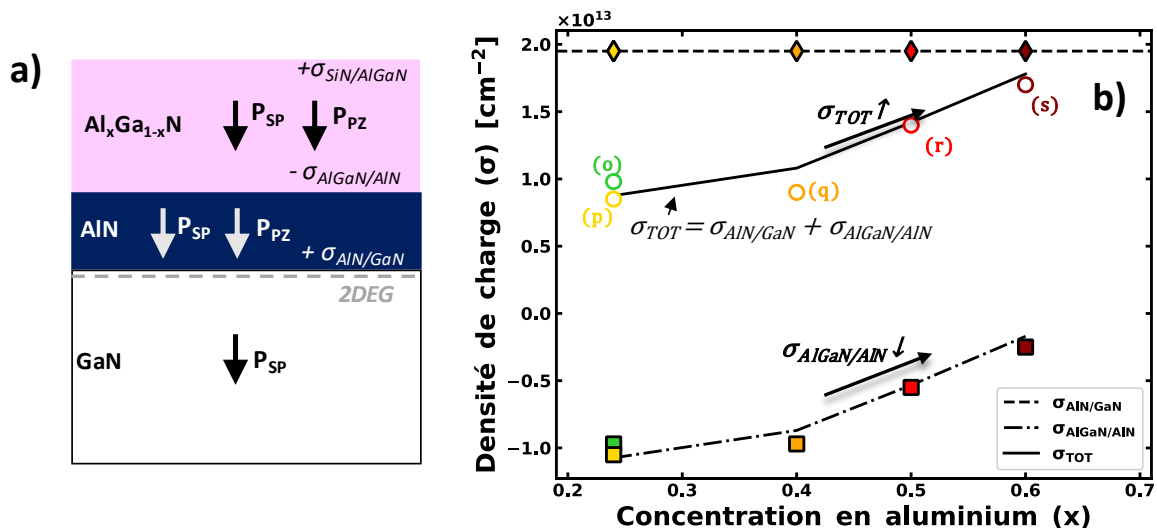 a)
+σSiN/AlGaN
AlxGa1-xN
PSP
PPZ
- σAlGaN/AlN
AlN
PSP
PPZ
+ σAlN/GaN
2DEG
GaN
PSP
b)
×10¹³
Densité de charge (σ) [cm⁻²]
2.0
1.5
1.0
0.5
0.0
−0.5
−1.0
σTOT ↑
(s)
(r)
(o)
(p)
(q)
σTOT = σAlN/GaN + σAlGaN/AlN
σAlGaN/AlN ↓
σAlN/GaN
σAlGaN/AlN
σTOT
0.2 0.3 0.4 0.5 0.6 0.7
Concentration en aluminium (x)